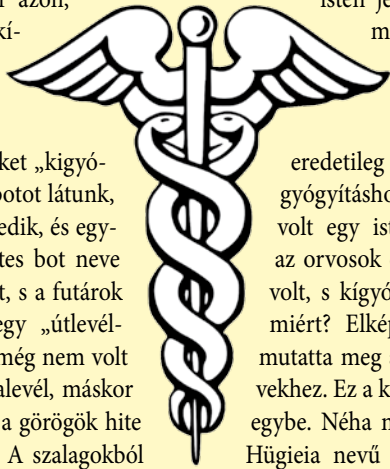 azon,
kí-
ket „kigyó-
botot látunk,
edik, és egy-
tes bot neve
t, s a futárok
egy „útlevél-
még nem volt
alevél, máskor
a görögök hite
A szalagokból
isten je
m
eredetileg
gyógyításho
volt egy ist
az orvosok
volt, s kígyó
miért? Elkép
mutatta meg
vekhez. Ez a k
egybe. Néha n
Hügieia nevű